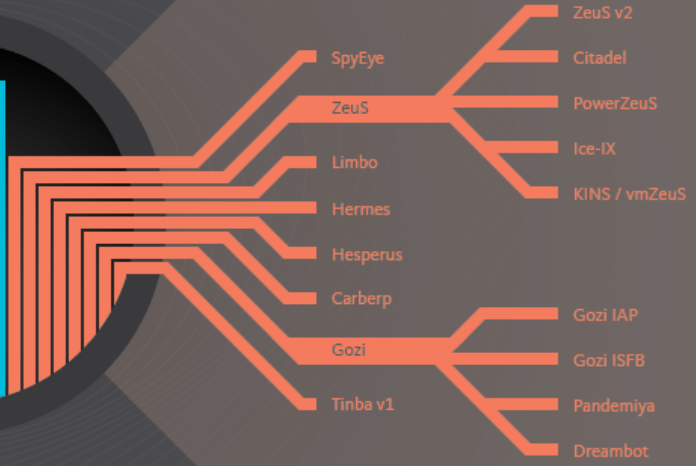 SpyEye
ZeuS
Limbo
Hermes
Hesperus
Carberp
Gozi
Tinba v1
ZeuS v2
Citadel
PowerZeuS
Ice-IX
KINS / vmZeuS
Gozi IAP
Gozi ISFB
Pandemiya
Dreambot